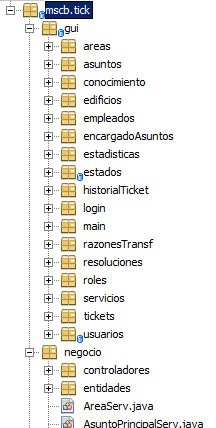 mscb.tick
gui
areas
asuntos
conocimiento
edificios
empleados
encargadoAsuntos
estadisticas
estados
historialTicket
login
main
razonesTransf
resoluciones
roles
servicios
tickets
usuarios
negocio
controladores
entidades
AreaServ.java
AsuntoPrincipalServ.java